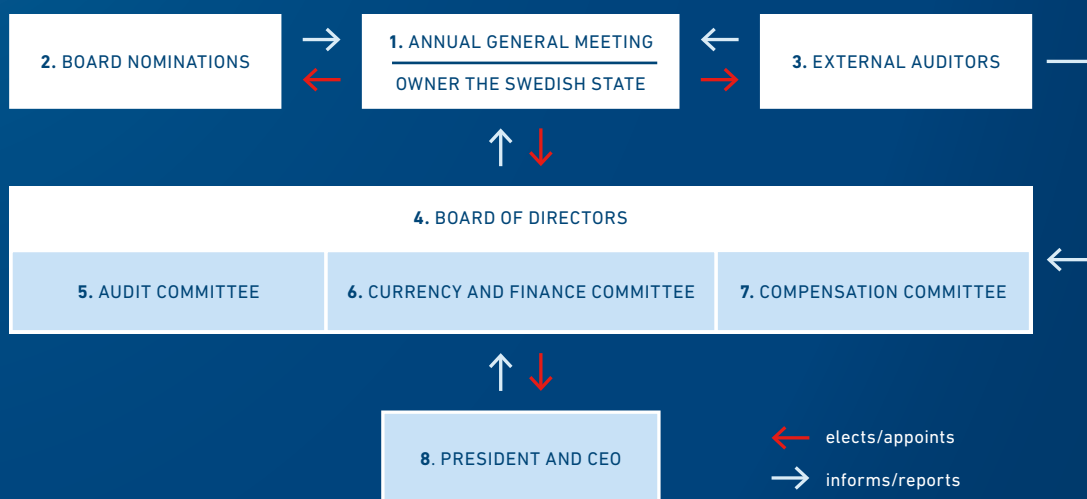 2. BOARD NOMINATIONS
1. ANNUAL GENERAL MEETING
OWNER THE SWEDISH STATE
3. EXTERNAL AUDITORS
4. BOARD OF DIRECTORS
5. AUDIT COMMITTEE
6. CURRENCY AND FINANCE COMMITTEE
7. COMPENSATION COMMITTEE
8. PRESIDENT AND CEO
elects/appoints
informs/reports